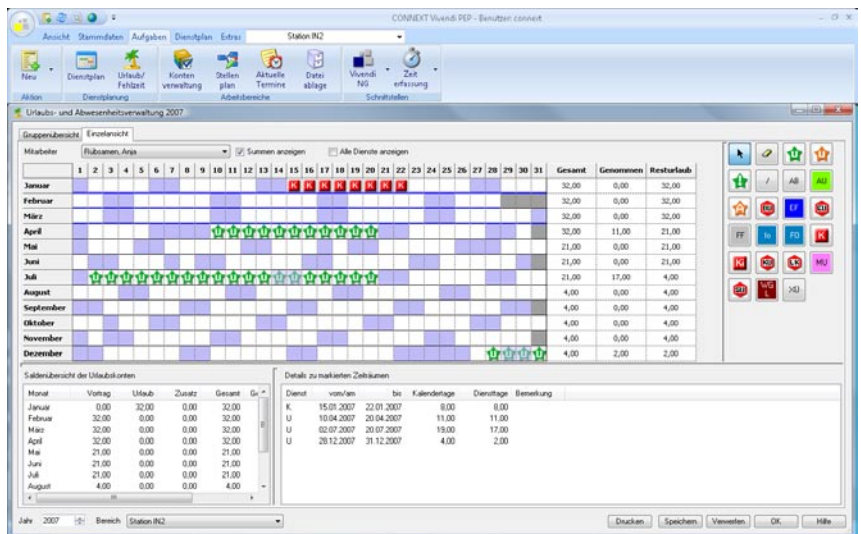 CONNEXT Vivendi PEP - Benutzer: connext
Ansicht Stammdaten Aufgaben Dienstplan Extras Station IN2
Neu Dienstplan Urlaub/ Fehlzeit Konten verwaltung Stellen plan Aktuelle Termine Datei ablage Vivendi NG Zeit erfassung
Aktion Dienstplanung Arbeitsbereiche Schnittstellen
Urlaubs- und Abwesenheitsverwaltung 2007
Gruppenübersicht Einzelansicht
Mitarbeiter Rübsamen, Anja Summen anzeigen Alle Dienste anzeigen
1 2 3 4 5 6 7 8 9 10 11 12 13 14 15 16 17 18 19 20 21 22 23 24 25 26 27 28 29 30 31 Gesamt Genommen Resturlaub
Januar K K K K K K K K 32,00 0,00 32,00
Februar 32,00 0,00 32,00
März 32,00 0,00 32,00
April U U U U U U U U U U U 32,00 11,00 21,00
Mai 21,00 0,00 21,00
Juni 21,00 0,00 21,00
Juli U U U U U U U U U U U U U U U U U U U 21,00 17,00 4,00
August 4,00 0,00 4,00
September 4,00 0,00 4,00
Oktober 4,00 0,00 4,00
November 4,00 0,00 4,00
Dezember U U U U 4,00 2,00 2,00
U U
U / AB AU
EF
FF fo FO K
K KO LK MU
WG L XU
Saldenübersicht der Urlaubskonten
Monat Vortrag Urlaub Zusatz Gesamt
Januar 0,00 32,00 0,00 32,00
Februar 32,00 0,00 0,00 32,00
März 32,00 0,00 0,00 32,00
April 32,00 0,00 0,00 32,00
Mai 21,00 0,00 0,00 21,00
Juni 21,00 0,00 0,00 21,00
Juli 21,00 0,00 0,00 21,00
August 4,00 0,00 0,00 4,00
Details zu markierten Zeiträumen
Dienst vom/am bis Kalendertage Diensttage Bemerkung
K 15.01.2007 22.01.2007 8,00 8,00
U 10.04.2007 20.04.2007 11,00 11,00
U 02.07.2007 20.07.2007 19,00 17,00
U 28.12.2007 31.12.2007 4,00 2,00
Jahr 2007 Bereich Station IN2 Drucken Speichern Verwerfen OK Hilfe